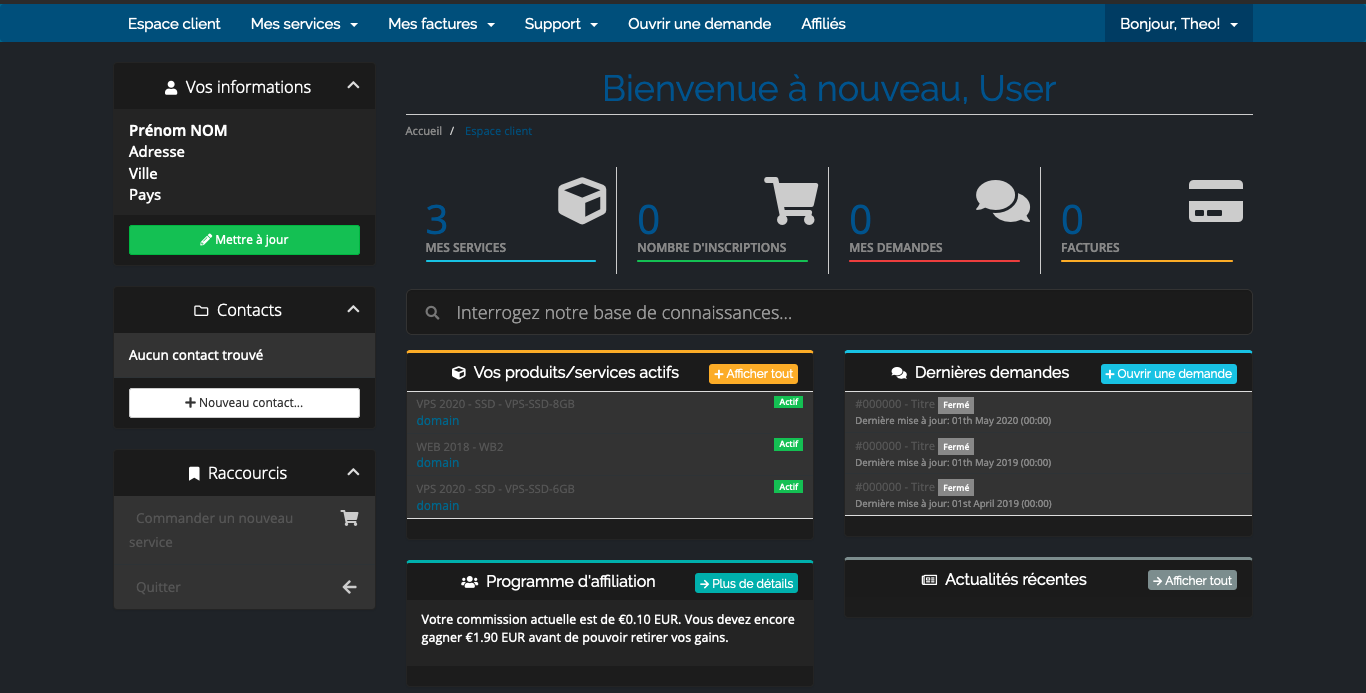 Espace client Mes services Mes factures Support Ouvrir une demande Affiliés Bonjour, Theo!
Vos informations
Prénom NOM
Adresse
Ville
Pays
Mettre à jour
Contacts
Aucun contact trouvé
Nouveau contact...
Raccourcis
Commander un nouveau
service
Quitter
Bienvenue à nouveau, User
Accueil / Espace client
3
MES SERVICES
0
NOMBRE D'INSCRIPTIONS
0
MES DEMANDES
0
FACTURES
Interrogez notre base de connaissances...
Vos produits/services actifs Afficher tout
VPS 2020 - SSD - VPS-SSD-8GB Actif
domain
WEB 2018 - WB2 Actif
domain
VPS 2020 - SSD - VPS-SSD-6GB Actif
domain
Dernières demandes Ouvrir une demande
#000000 - Titre Fermé
Dernière mise à jour: 01th May 2020 (00:00)
#000000 - Titre Fermé
Dernière mise à jour: 01th May 2019 (00:00)
#000000 - Titre Fermé
Dernière mise à jour: 01st April 2019 (00:00)
Programme d'affiliation Plus de détails
Votre commission actuelle est de €0.10 EUR. Vous devez encore
gagner €1.90 EUR avant de pouvoir retirer vos gains.
Actualités récentes Afficher tout